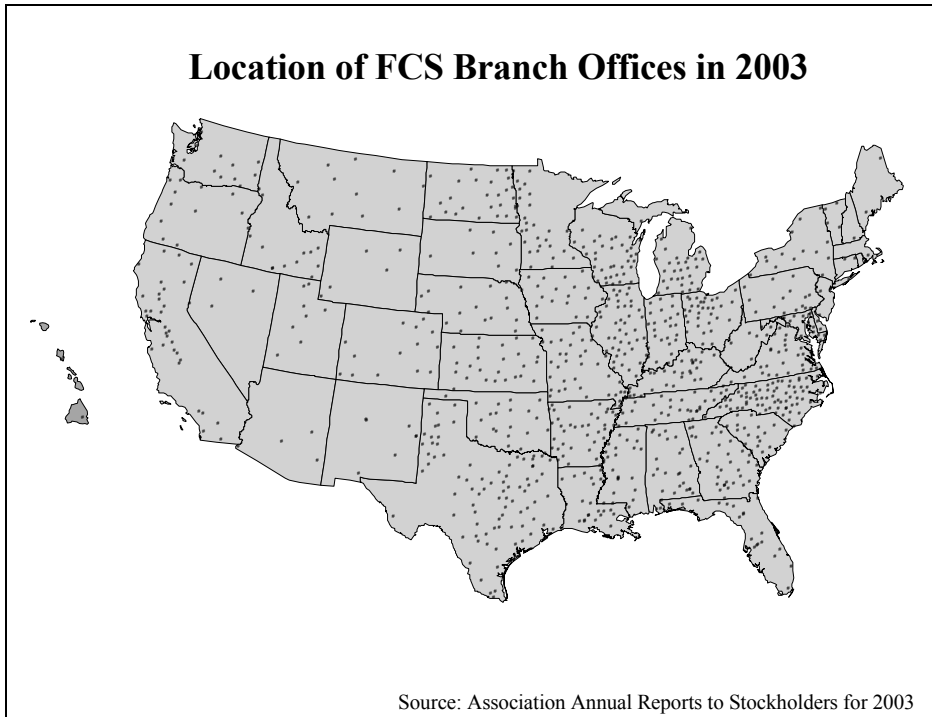 Location of FCS Branch Offices in 2003
Source: Association Annual Reports to Stockholders for 2003